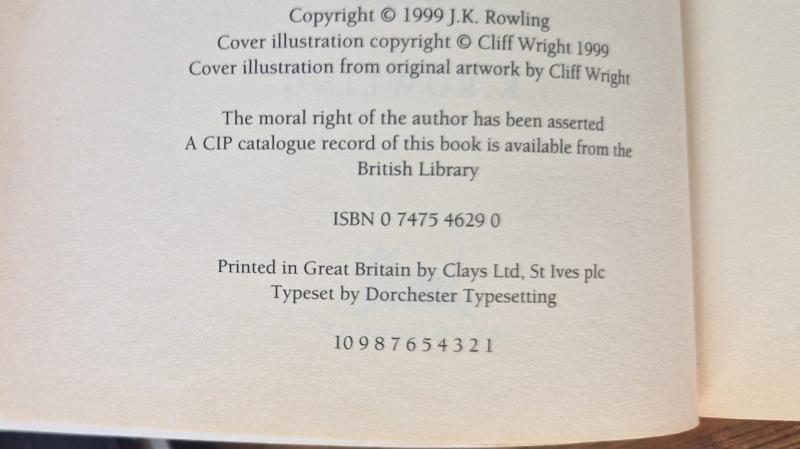 Copyright © 1999 J.K. Rowling
Cover illustration copyright © Cliff Wright 1999
Cover illustration from original artwork by Cliff Wright
The moral right of the author has been asserted
A CIP catalogue record of this book is available from the
British Library
ISBN 0 7475 4629 0
Printed in Great Britain by Clays Ltd, St Ives plc
Typeset by Dorchester Typesetting
10 9 8 7 6 5 4 3 2 1